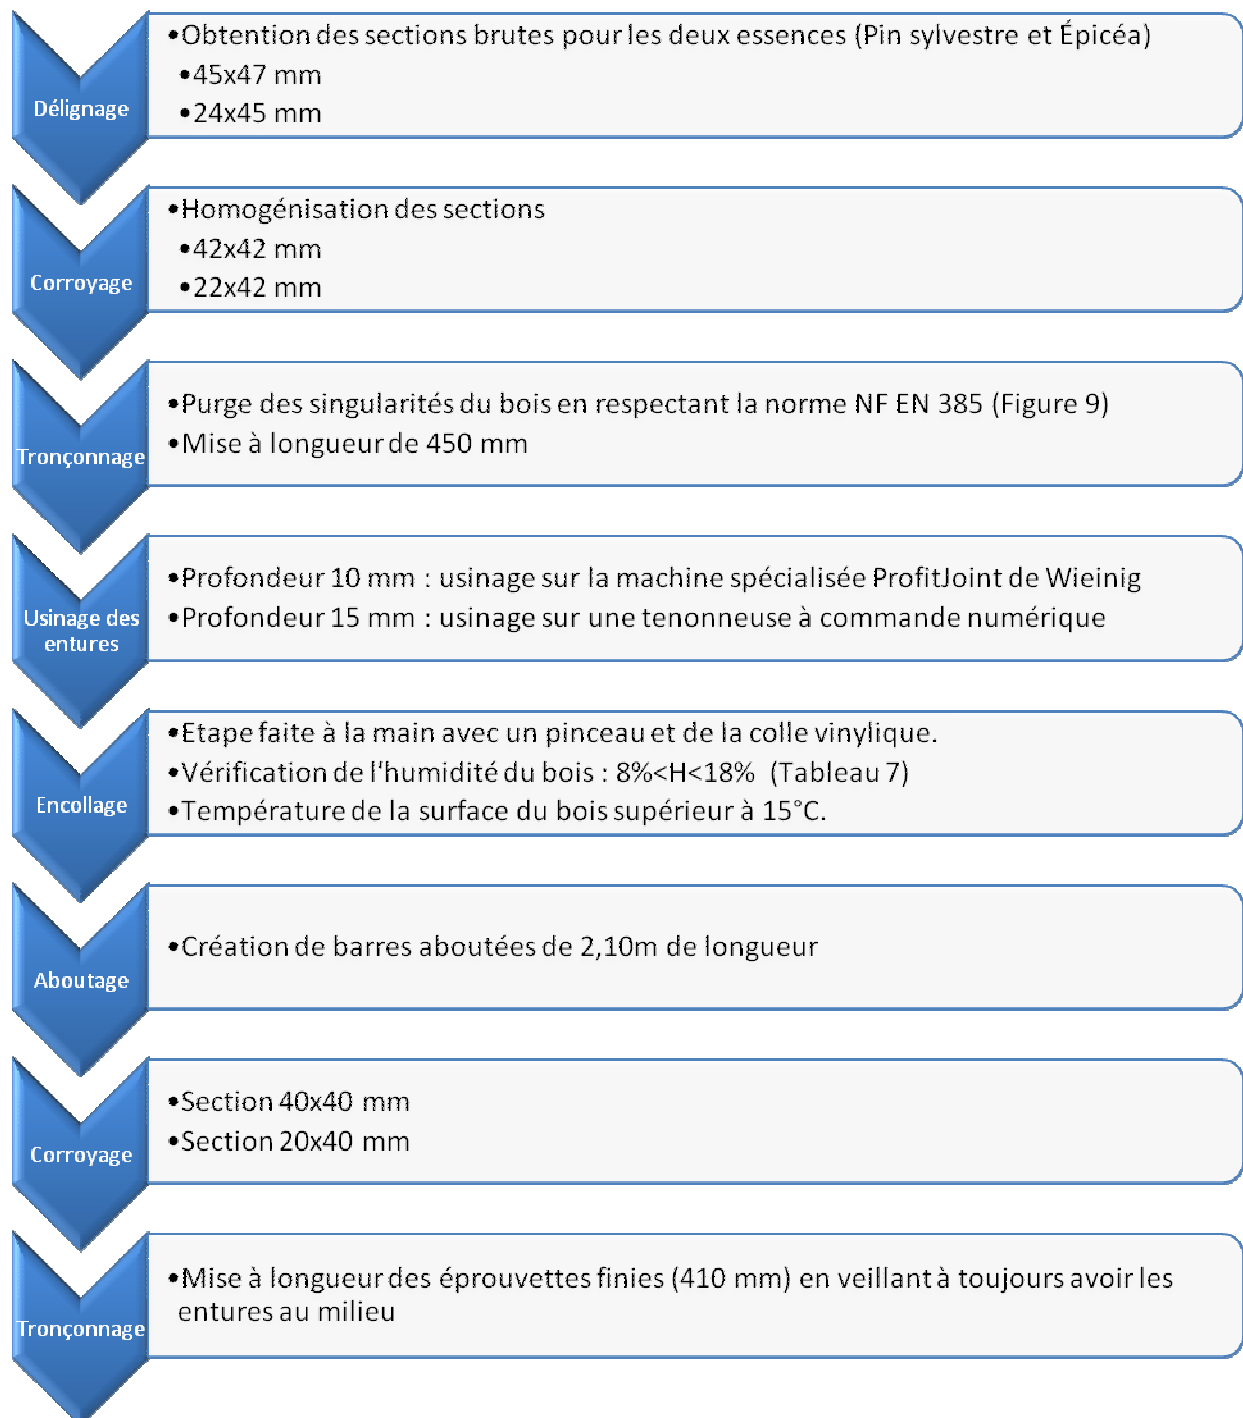 Délignage
•Obtention des sections brutes pour les deux essences (Pin sylvestre et Épicéa)
•45x47 mm
•24x45 mm
Corroyage
•Homogénisation des sections
•42x42 mm
•22x42 mm
Tronçonnage
•Purge des singularités du bois en respectant la norme NF EN 385 (Figure 9)
•Mise à longueur de 450 mm
Usinage des
entures
•Profondeur 10 mm : usinage sur la machine spécialisée ProfitJoint de Wieinig
•Profondeur 15 mm : usinage sur une tenonneuse à commande numérique
Encollage
•Etape faite à la main avec un pinceau et de la colle vinylique.
•Vérification de l'humidité du bois : 8%<H<18% (Tableau 7)
•Température de la surface du bois supérieur à 15°C.
Aboutage
•Création de barres aboutées de 2,10m de longueur
Corroyage
•Section 40x40 mm
•Section 20x40 mm
Tronçonnage
•Mise à longueur des éprouvettes finies (410 mm) en veillant à toujours avoir les
entures au milieu